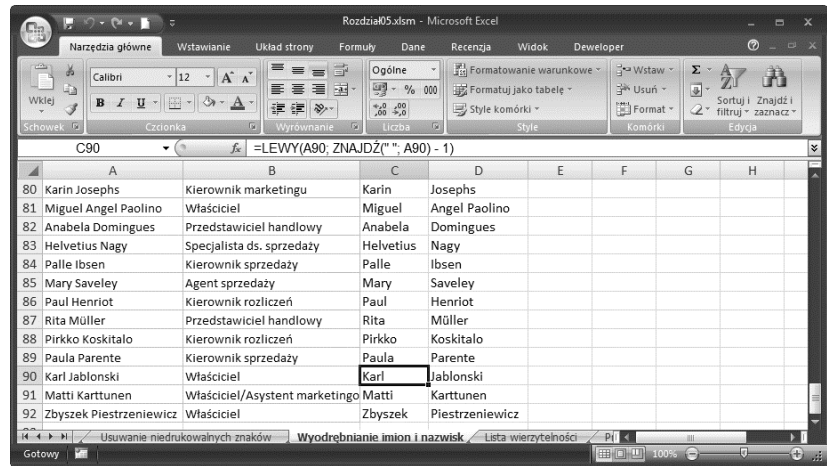 Rozdział05.xlsm - Microsoft Excel
Narzędzia główne Wstawianie Układ strony Formuły Dane Recenzja Widok Deweloper
Wklej
Schowek
Calibri 12
B I U A
Czcionka
Wyrównanie
Ogólne
% 000
Liczba
Formatowanie warunkowe
Formatuj jako tabelę
Style komórki
Style
Wstaw
Usuń
Format
Komórki
Σ
Sortuj i filtruj
Znajdź i zaznacz
Edycja
C90 fx =LEWY(A90; ZNAJDŹ(" "; A90) - 1)
A B C D E F G H
80 Karin Josephs Kierownik marketingu Karin Josephs
81 Miguel Angel Paolino Właściciel Miguel Angel Paolino
82 Anabela Domingues Przedstawiciel handlowy Anabela Domingues
83 Helvetius Nagy Specjalista ds. sprzedaży Helvetius Nagy
84 Palle Ibsen Kierownik sprzedaży Palle Ibsen
85 Mary Saveley Agent sprzedaży Mary Saveley
86 Paul Henriot Kierownik rozliczeń Paul Henriot
87 Rita Müller Przedstawiciel handlowy Rita Müller
88 Pirkko Koskitalo Kierownik rozliczeń Pirkko Koskitalo
89 Paula Parente Kierownik sprzedaży Paula Parente
90 Karl Jablonski Właściciel Karl Jablonski
91 Matti Karttunen Właściciel/Asystent marketingo Matti Karttunen
92 Zbyszek Piestrzeniewicz Właściciel Zbyszek Piestrzeniewicz
Usuwanie niedrukowalnych znaków Wyodrębnianie imion i nazwisk Lista wierzytelności
Gotowy 100%